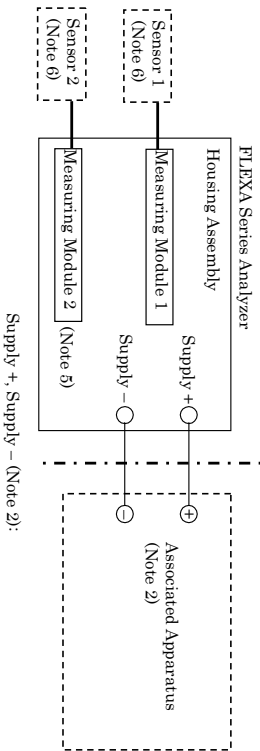 FLEXA Series Analyzer
Housing Assembly
Sensor 1
(Note 6)
Measuring Module 1
Supply +
+
Associated Apparatus
(Note 2)
Sensor 2
(Note 6)
Measuring Module 2
(Note 5)
Supply –
–
Supply +, Supply – (Note 2):